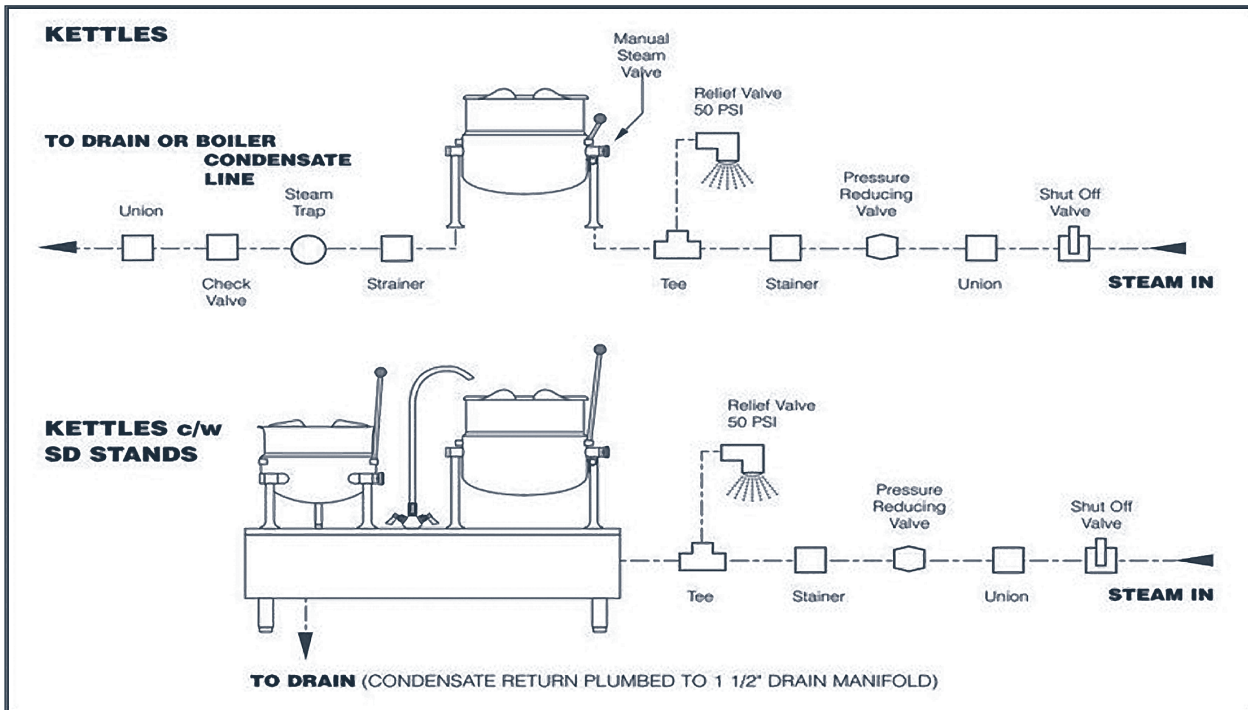 KETTLES
Manual
Steam
Valve
Relief Valve
50 PSI
TO DRAIN OR BOILER
CONDENSATE
LINE
Steam
Trap
Pressure
Reducing
Valve
Union
Shut Off
Valve
Check
Valve
Strainer
Tee
Stainer
Union
STEAM IN
KETTLES c/w
SD STANDS
Relief Valve
50 PSI
Pressure
Reducing
Valve
Shut Off
Valve
Tee
Stainer
Union
STEAM IN
TO DRAIN (CONDENSATE RETURN PLUMBED TO 1 1/2" DRAIN MANIFOLD)